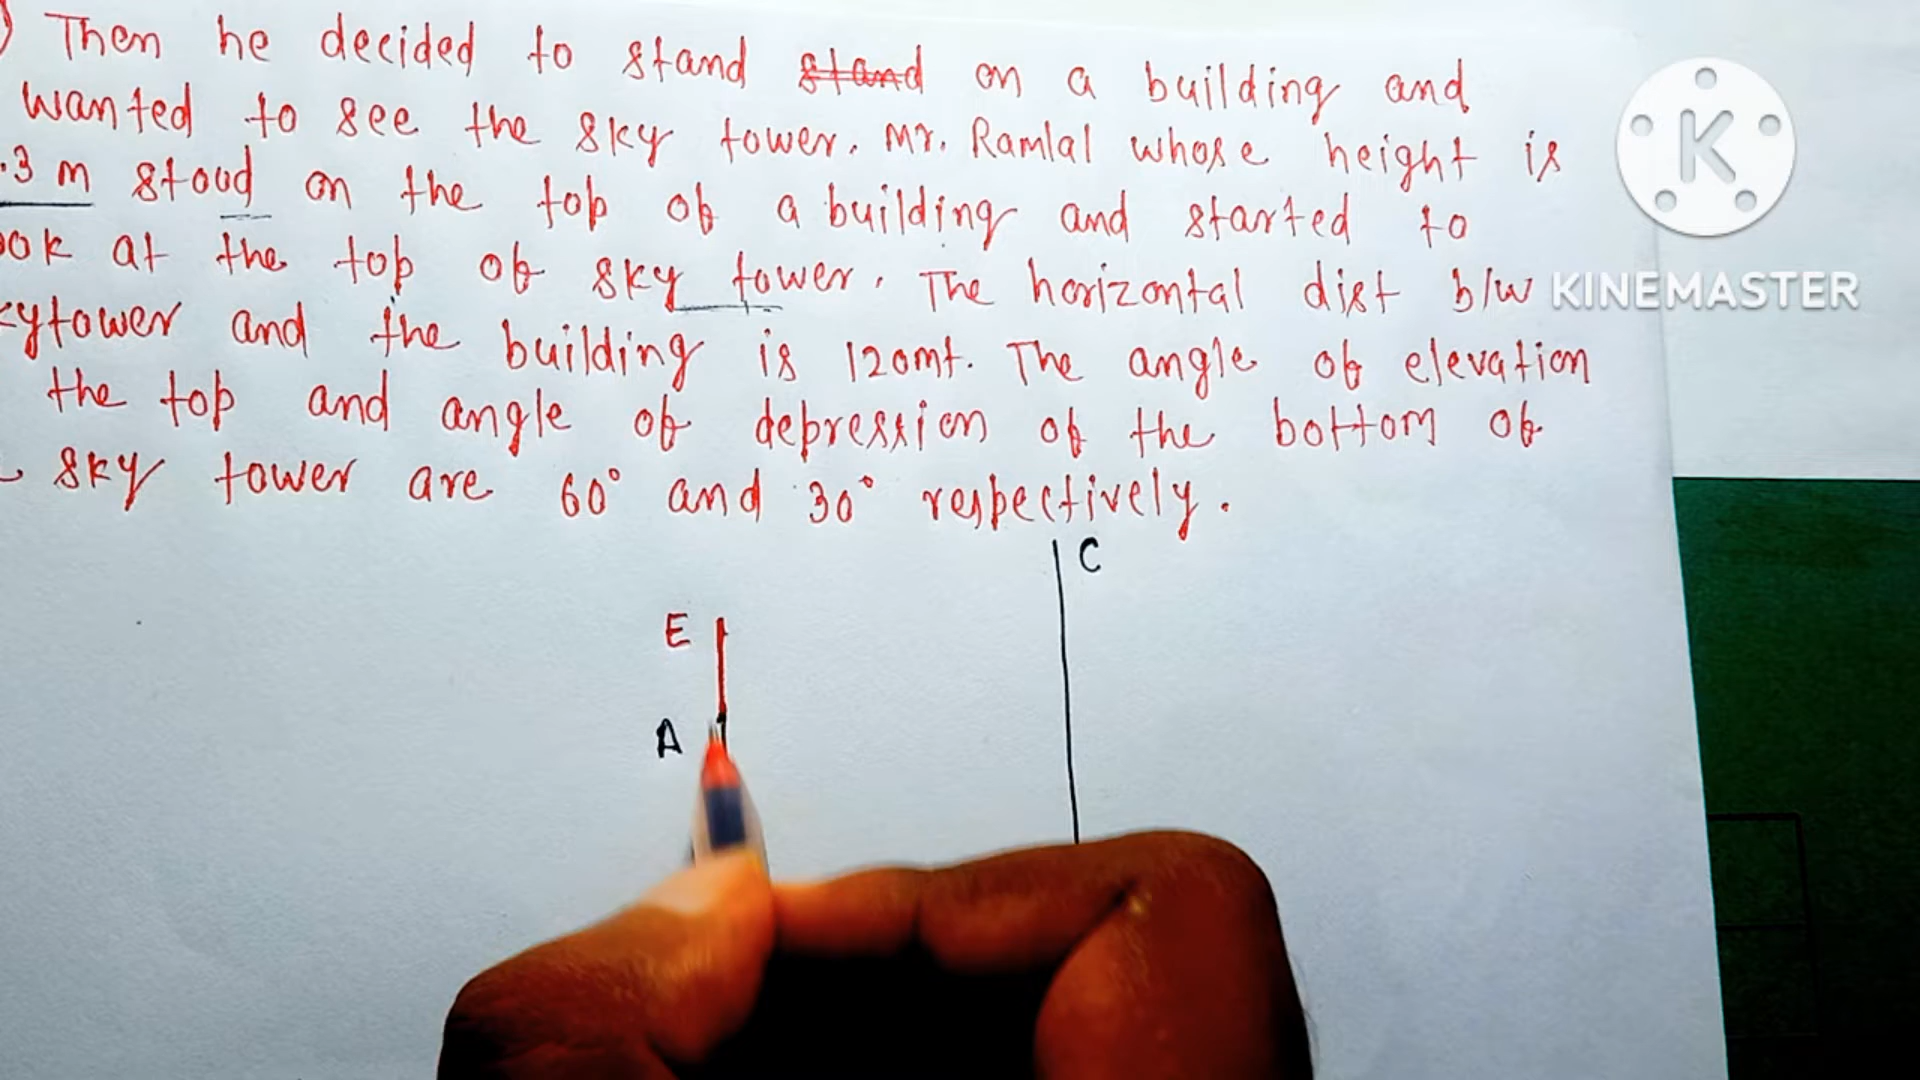 ) Then he decided to stand stand on a building and
wanted to see the sky tower. Mr. Ramlal whose height is
.3 m stood on the top of a building and started to
ook at the top of sky tower. The horizontal dist b/w
kytower and the building is 120mt. The angle of elevation
the top and angle of depression of the bottom of
sky tower are 60° and 30° respectively.
K
KINEMASTER
C
E
A